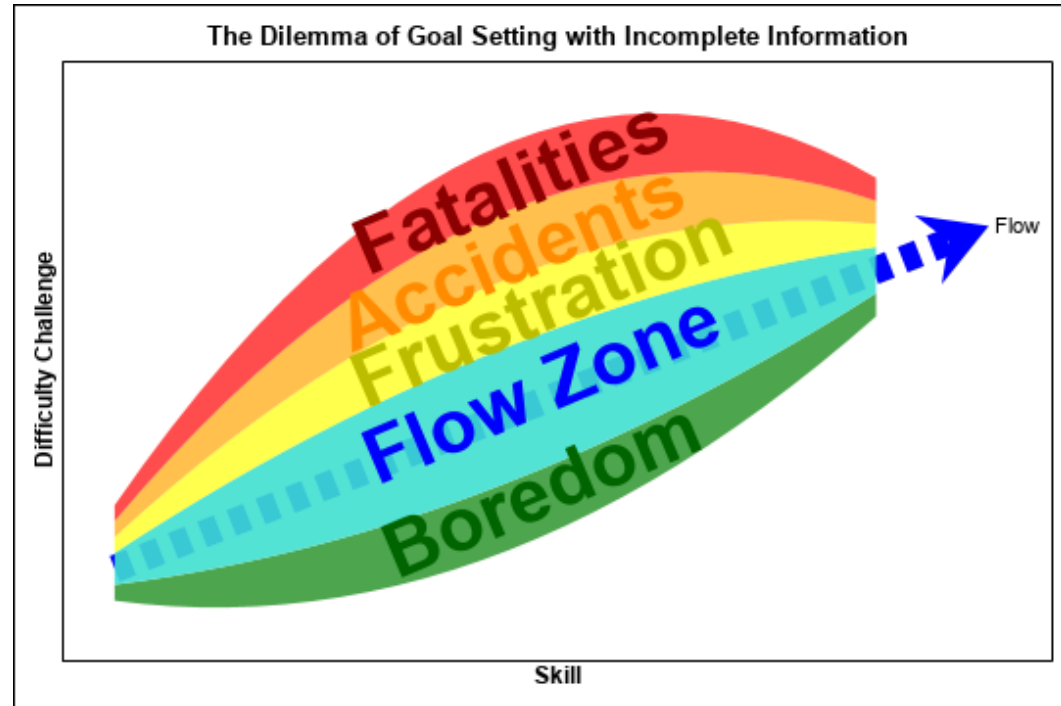 The Dilemma of Goal Setting with Incomplete Information
Fatalities
Accidents
Frustration
Flow Zone
Boredom
Flow
Difficulty Challenge
Skill